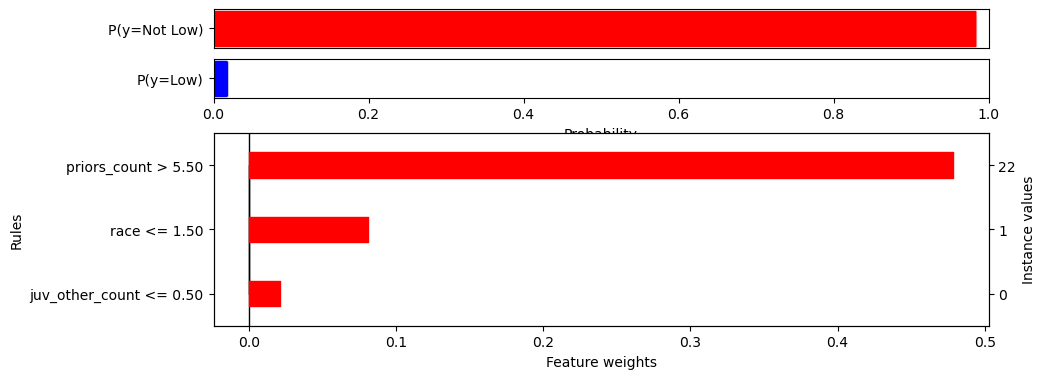 P(y=Not Low)
P(y=Low)
0.0 0.2 0.4 0.6 0.8 1.0
Probability
priors_count > 5.50 22
race <= 1.50 1
juv_other_count <= 0.50 0
Rules
Instance values
0.0 0.1 0.2 0.3 0.4 0.5
Feature weights